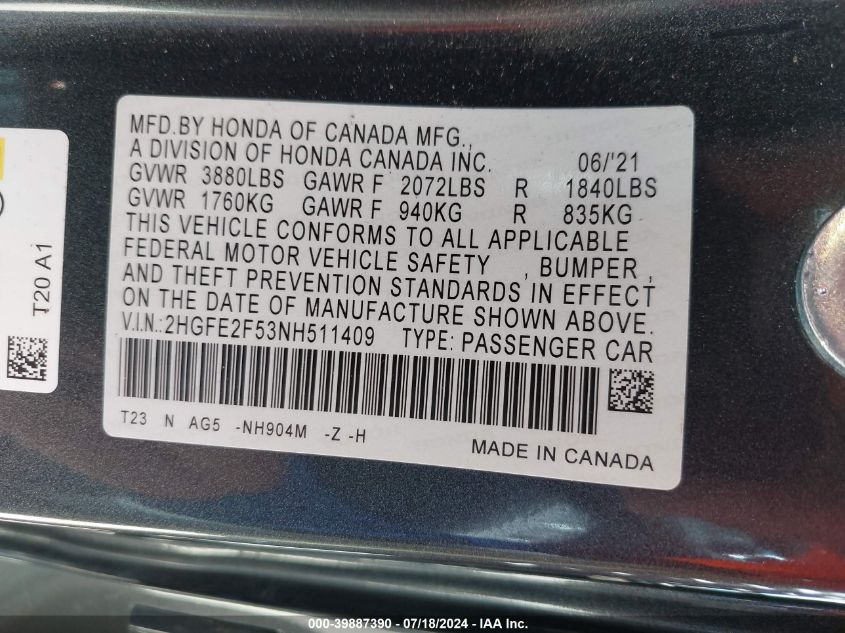 MFD.BY HONDA OF CANADA MFG.,
A DIVISION OF HONDA CANADA INC. 06/'21
GVWR 3880LBS GAWR F 2072LBS R 1840LBS
GVWR 1760KG GAWR F 940KG R 835KG
THIS VEHICLE CONFORMS TO ALL APPLICABLE
FEDERAL MOTOR VEHICLE SAFETY , BUMPER ,
AND THEFT PREVENTION STANDARDS IN EFFECT
ON THE DATE OF MANUFACTURE SHOWN ABOVE.
V.I.N.:2HGFE2F53NH511409 TYPE: PASSENGER CAR
T23 N AG5 -NH904M -Z -H
MADE IN CANADA
T20 A1
000-39887390 - 07/18/2024 - IAA Inc.